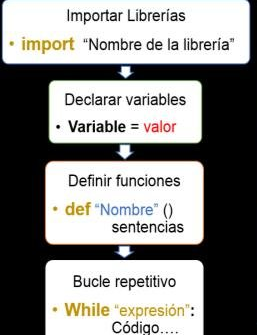 Importar Librerías
• import “Nombre de la librería”
Declarar variables
• Variable = valor
Definir funciones
• def “Nombre” ()
sentencias
Bucle repetitivo
• While “expresión”:
Código....